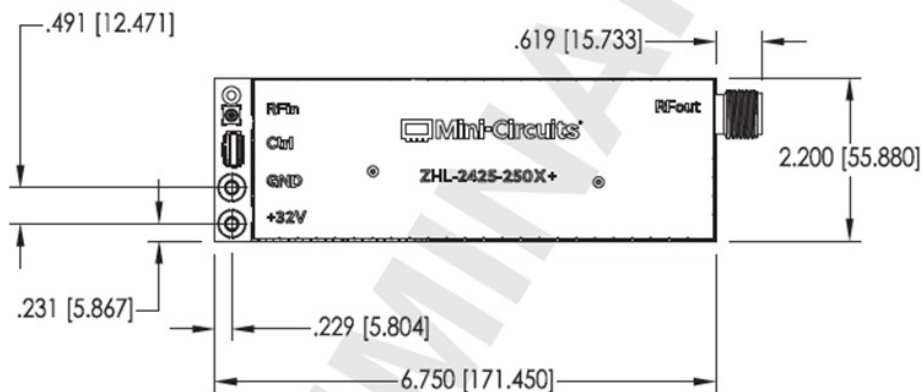 .491 [12.471]
.619 [15.733]
RFin
RFout
Mini-Circuits®
Ctrl
2.200 [55.880]
GND
ZHL-2425-250X+
+32V
.231 [5.867]
.229 [5.804]
6.750 [171.450]